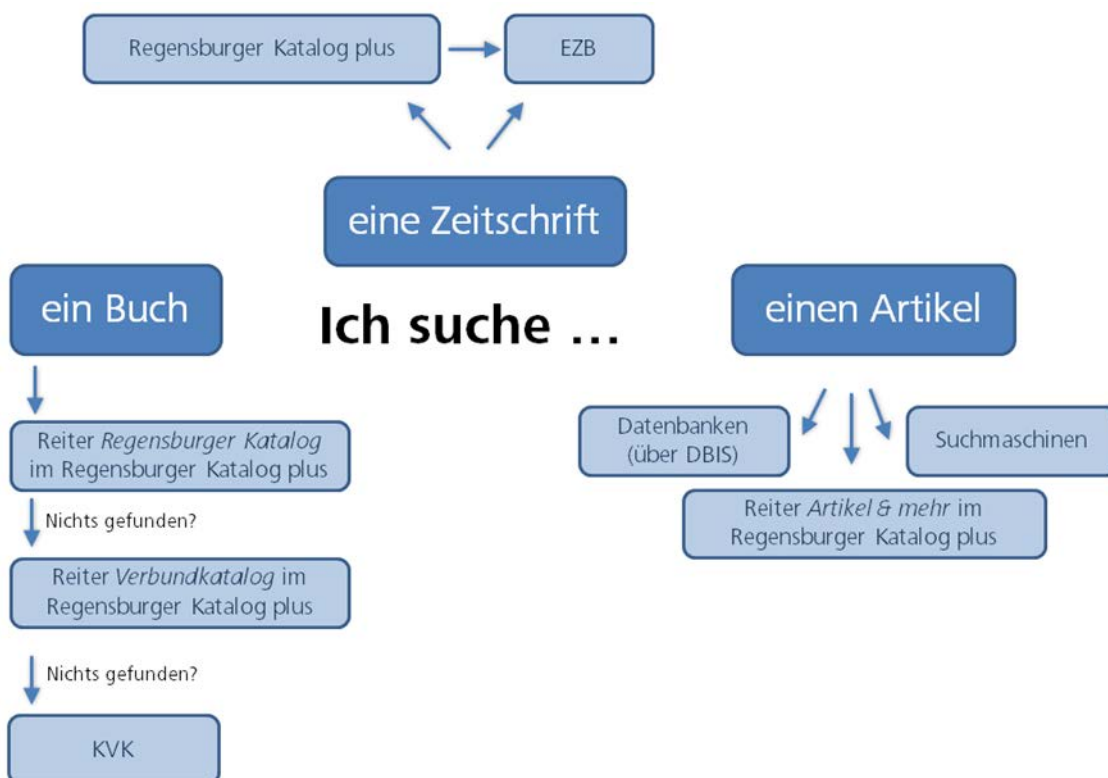 Regensburger Katalog plus
EZB
eine Zeitschrift
ein Buch
Ich suche ...
einen Artikel
Reiter Regensburger Katalog
im Regensburger Katalog plus
Nichts gefunden?
Reiter Verbundkatalog im
Regensburger Katalog plus
Nichts gefunden?
KVK
Datenbanken
(über DBIS)
Suchmaschinen
Reiter Artikel & mehr im
Regensburger Katalog plus